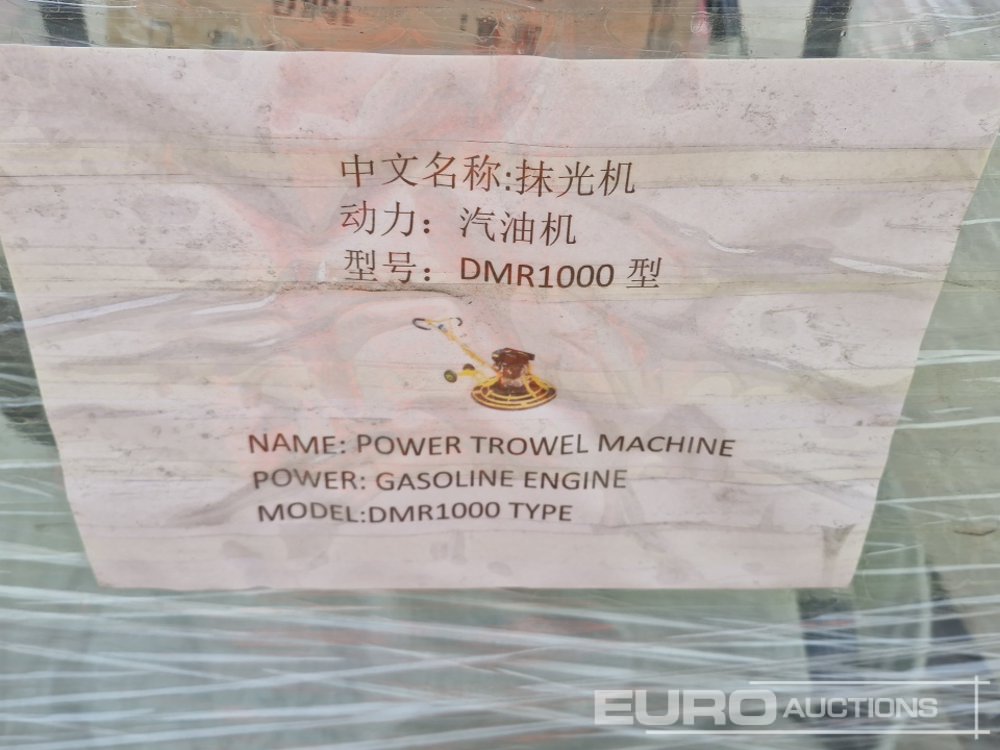 中文名称:抹光机
动力：汽油机
型号：DMR1000 型
NAME: POWER TROWEL MACHINE
POWER: GASOLINE ENGINE
MODEL:DMR1000 TYPE
EURO AUCTIONS